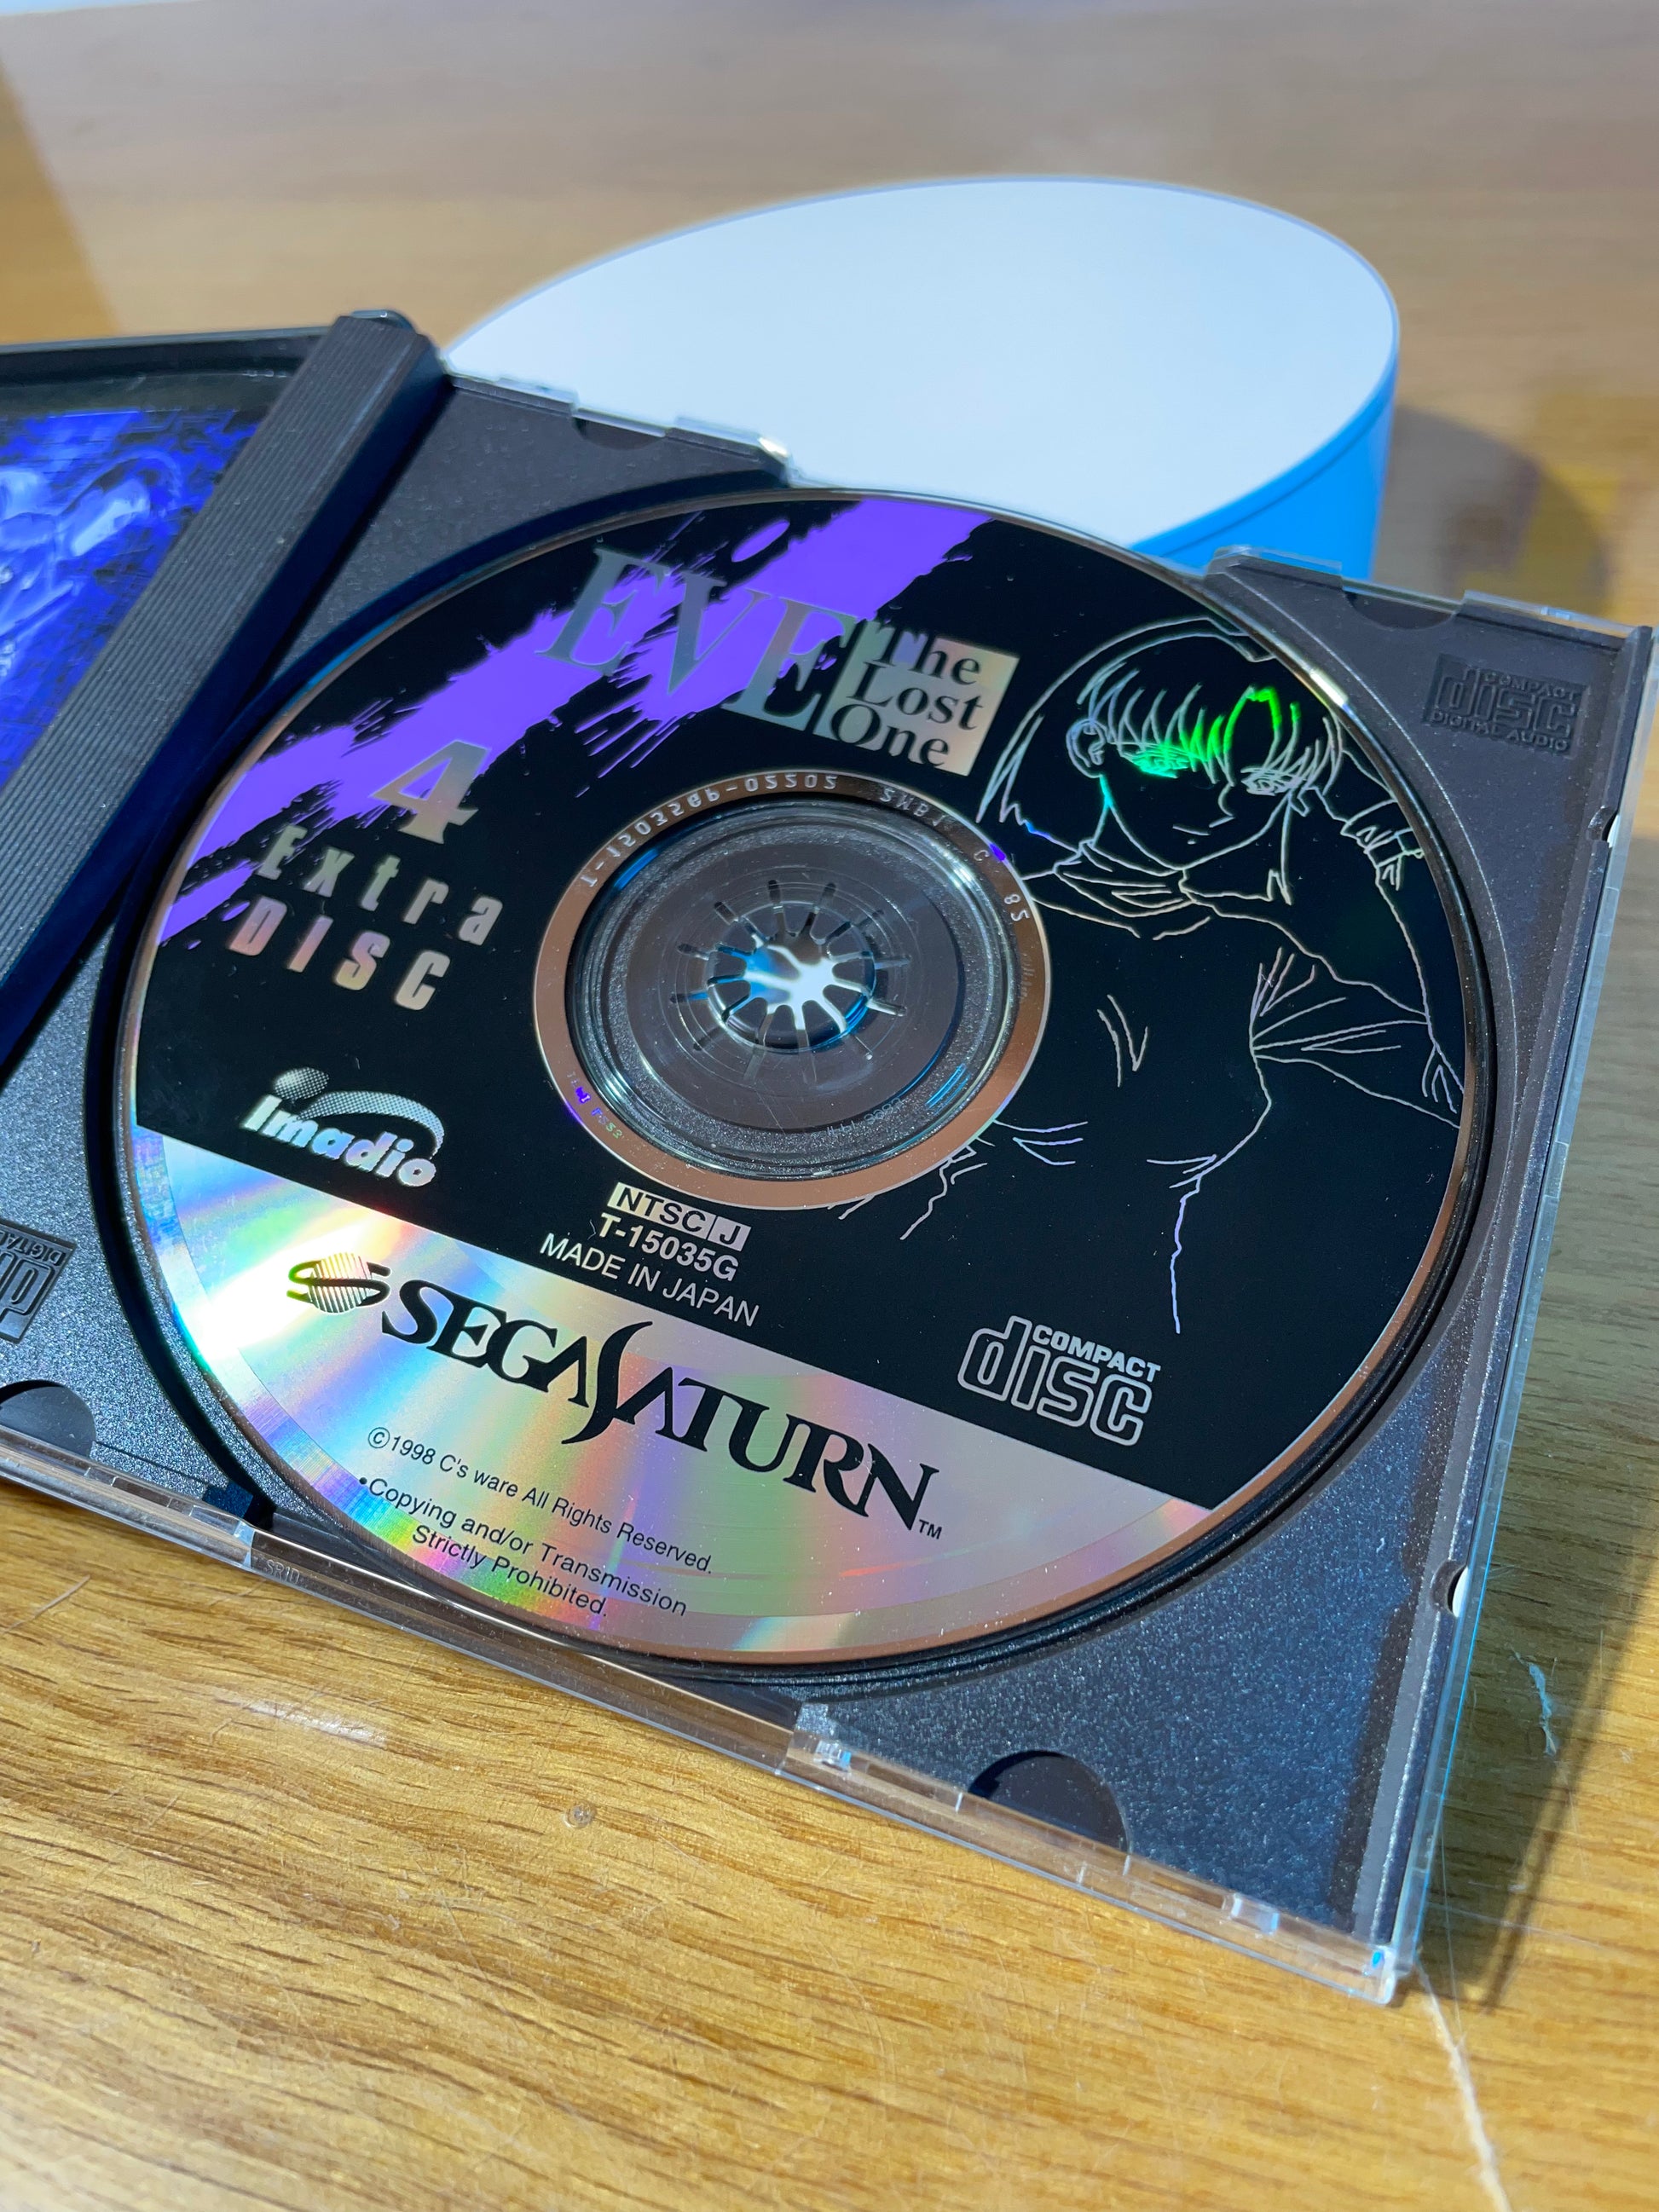 EVE The
Lost
One
4
Extra
DISC
imadio
NTSC J
T-15035G
MADE IN JAPAN
SEGA SATURN™
COMPACT
disc
©1998 C's ware All Rights Reserved.
•Copying and/or Transmission
Strictly Prohibited.
COMPACT
disc
DIGITAL AUDIO